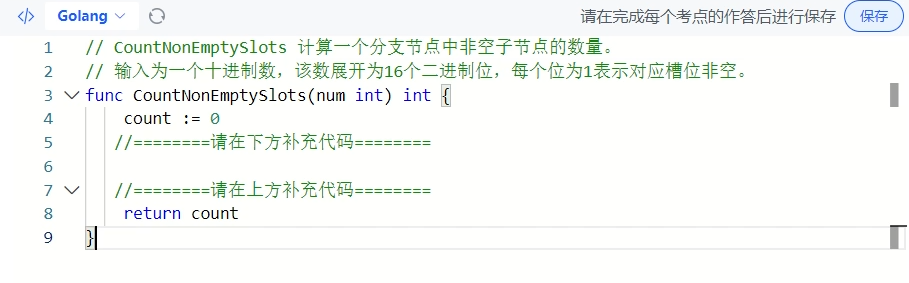 </> Golang 请在完成每个考点的作答后进行保存 保存
1 // CountNonEmptySlots 计算一个分支节点中非空子节点的数量。
2 // 输入为一个十进制数，该数展开为16个二进制位，每个位为1表示对应槽位非空。
3 func CountNonEmptySlots(num int) int {
4 count := 0
5 //========请在下方补充代码========
6
7 //========请在上方补充代码========
8 return count
9 }